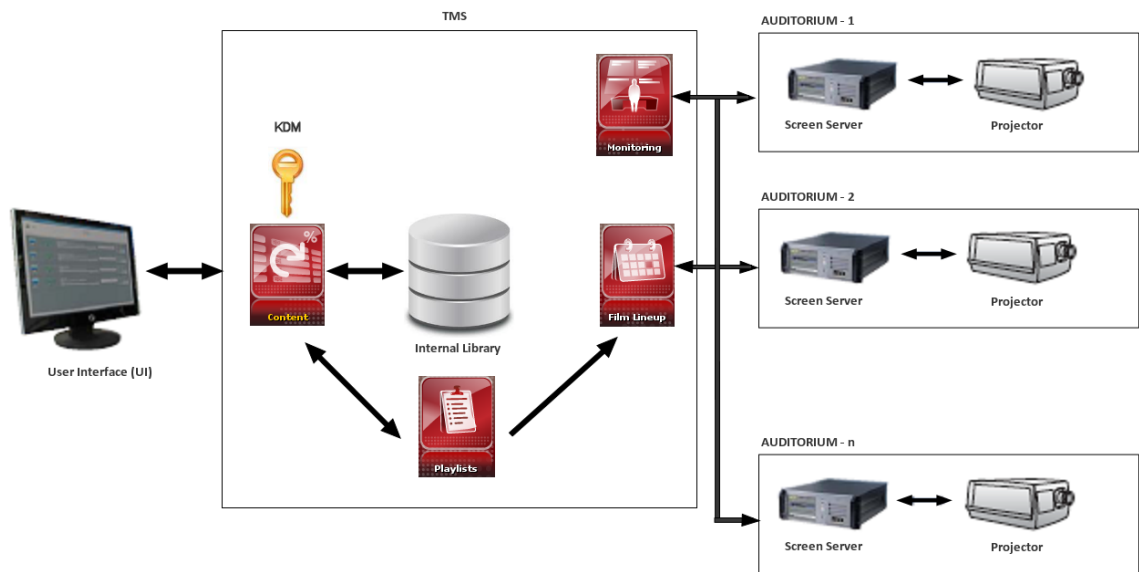 TMS
AUDITORIUM - 1
Monitoring
Screen Server
Projector
KDM
%
Content
Internal Library
Film Lineup
Playlists
User Interface (UI)
AUDITORIUM - 2
Screen Server
Projector
AUDITORIUM - n
Screen Server
Projector